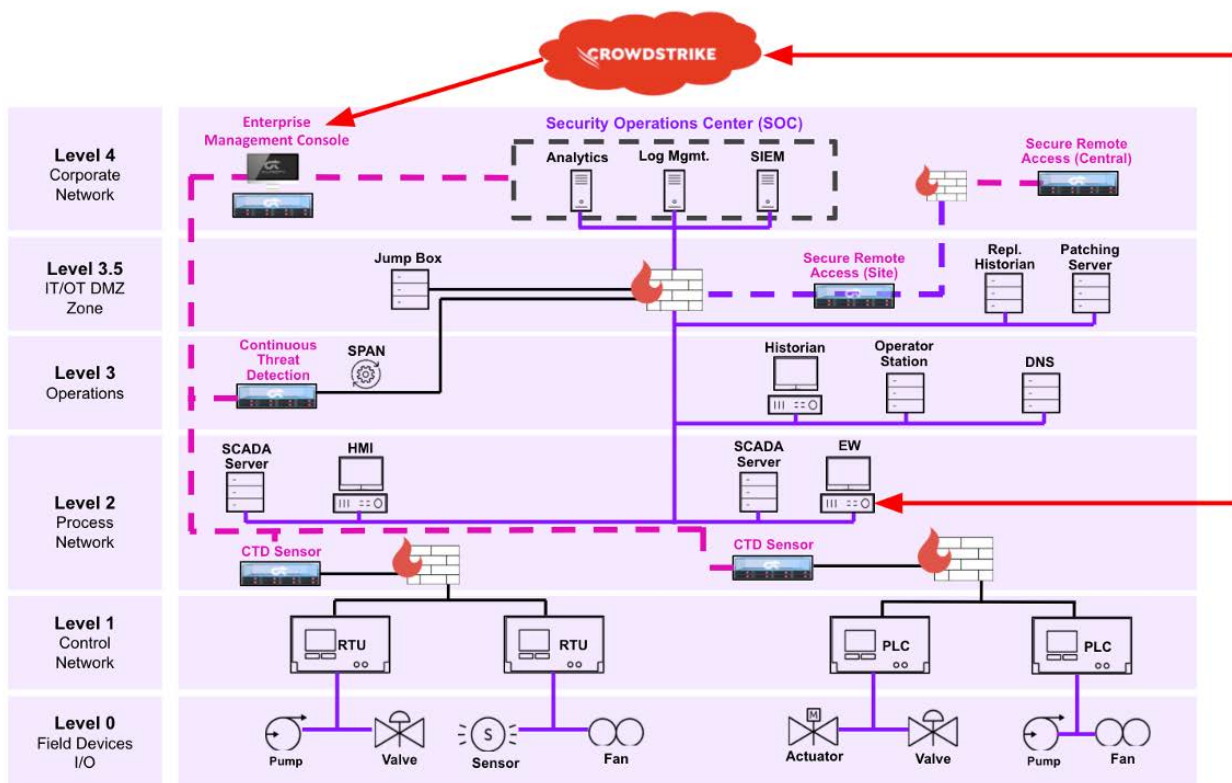 CROWDSTRIKE
Level 4
Corporate
Network
Enterprise
Management Console
Security Operations Center (SOC)
Analytics
Log Mgmt.
SIEM
Secure Remote
Access (Central)
Level 3.5
IT/OT DMZ
Zone
Jump Box
Secure Remote
Access (Site)
Repl.
Historian
Patching
Server
Level 3
Operations
Continuous
Threat
Detection
SPAN
Historian
Operator
Station
DNS
Level 2
Process
Network
SCADA
Server
HMI
SCADA
Server
EW
CTD Sensor
CTD Sensor
Level 1
Control
Network
RTU
RTU
PLC
PLC
Level 0
Field Devices
I/O
Pump
Valve
S
Sensor
Fan
M
Actuator
Valve
Pump
Fan